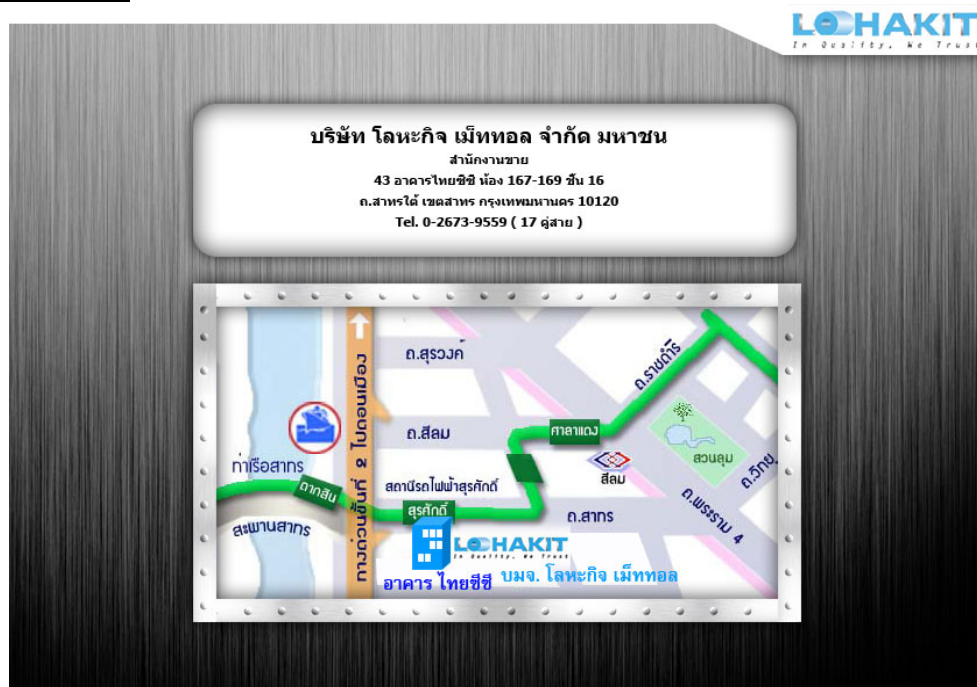 LOHAKIT
In Quality, We Trust
บริษัท โลหะกิจ เม็ททอล จำกัด มหาชน
สำนักงานขาย
43 อาคารไทยซีซี ห้อง 167-169 ชั้น 16
ถ.สาทรใต้ เขตสาทร กรุงเทพมหานคร 10120
Tel. 0-2673-9559 ( 17 คู่สาย )
ถ.สุรวงค์
ถ.ราชดำริ
ถ.สีลม
ศาลาแดง
สีลม
สวนลุม
ถ.วิทยุ
ท่าเรือสาทร
ตากสิน
สถานีรถไฟฟ้าสุรศักดิ์
สุรศักดิ์
ถ.สาทร
ถ.พระราม 4
สะพานสาทร
ทางด่วนขั้นที่ 2
LOHAKIT
In Quality, We Trust
อาคาร ไทยซีซี
บมจ. โลหะกิจ เม็ททอล